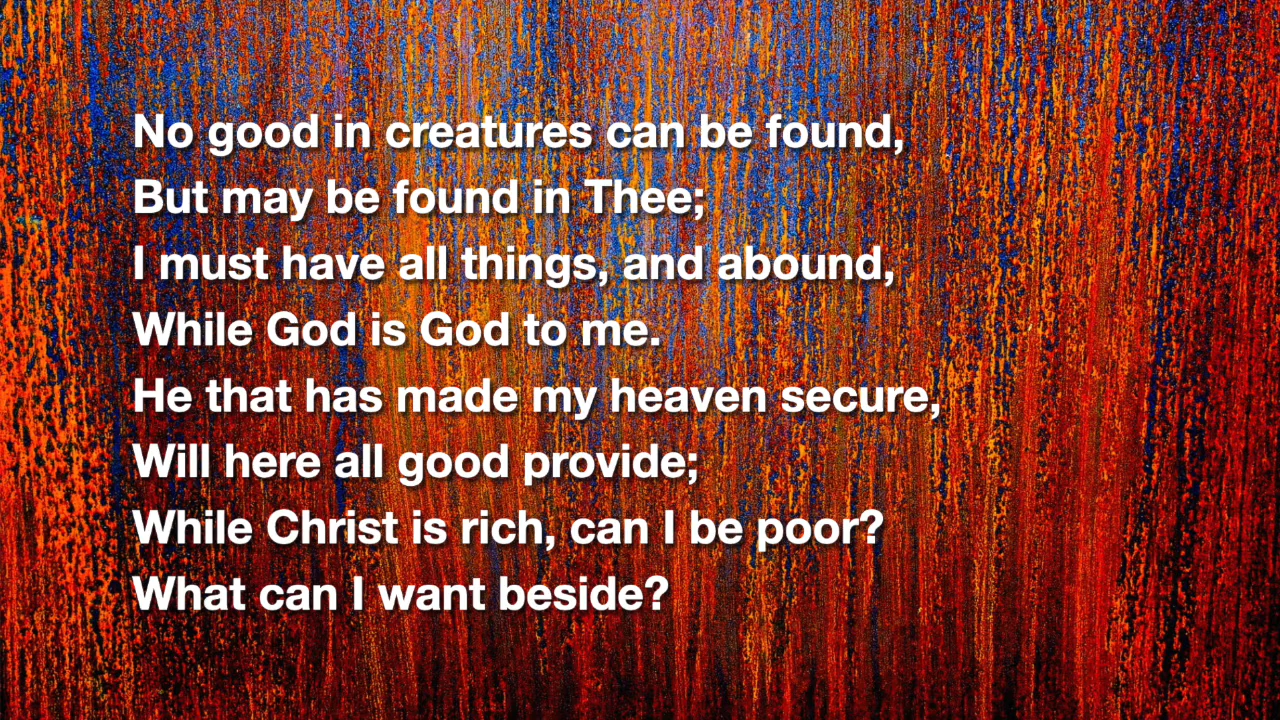 No good in creatures can be found,
But may be found in Thee;
I must have all things, and abound,
While God is God to me.
He that has made my heaven secure,
Will here all good provide;
While Christ is rich, can I be poor?
What can I want beside?